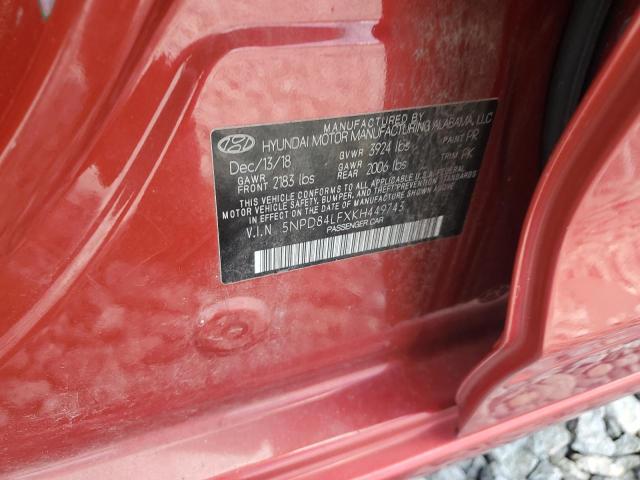 MANUFACTURED BY
HYUNDAI MOTOR MANUFACTURING ALABAMA, LLC
Dec/13/18 GVWR 3924 lbs PAINT PR
GAWR FRONT 2183 lbs GAWR REAR 2006 lbs TRIM PK
THIS VEHICLE CONFORMS TO ALL APPLICABLE U.S.A. FEDERAL
MOTOR VEHICLE SAFETY, BUMPER, AND THEFT PREVENTION STANDARDS
IN EFFECT ON THE DATE OF MANUFACTURE SHOWN ABOVE.
V.I.N 5NPD84LFXKH449743
PASSENGER CAR